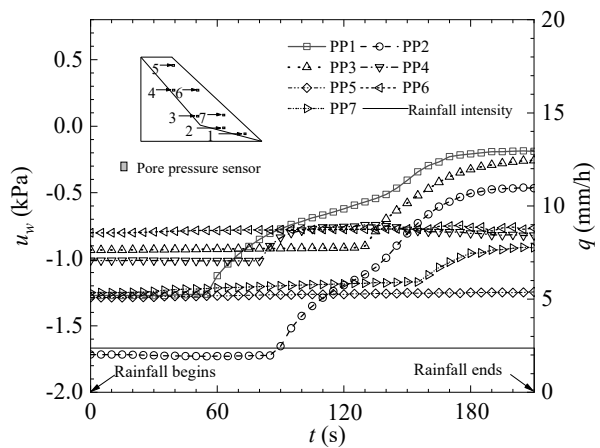 1.0
0.5
0.0
-0.5
-1.0
-1.5
-2.0
u_w (kPa)
20
15
10
5
0
q (mm/h)
0 60 120 180
t (s)
PP1 PP2
PP3 PP4
PP5 PP6
PP7 Rainfall intensity
5
4 6
3 7
2
1
Pore pressure sensor
Rainfall begins
Rainfall ends